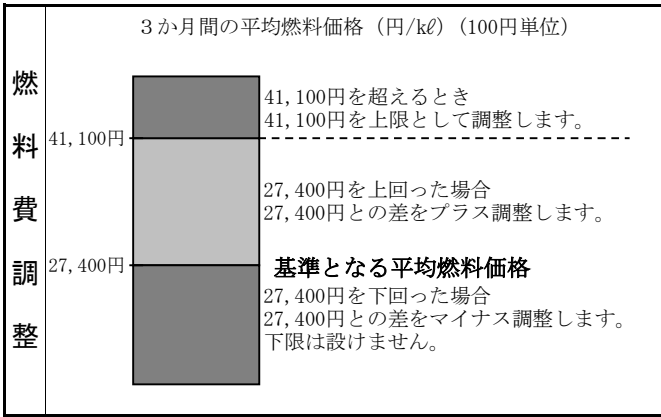 燃料費調整
３か月間の平均燃料価格（円/kℓ）（100円単位）
41,100円を超えるとき
41,100円を上限として調整します。
41,100円
27,400円を上回った場合
27,400円との差をプラス調整します。
27,400円
基準となる平均燃料価格
27,400円を下回った場合
27,400円との差をマイナス調整します。
下限は設けません。